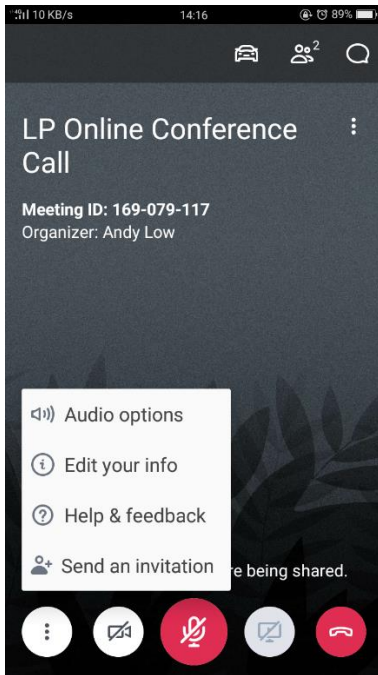 10 KB/s 14:16 89%
2
LP Online Conference
Call
Meeting ID: 169-079-117
Organizer: Andy Low
Audio options
Edit your info
Help & feedback
Send an invitation
re being shared.